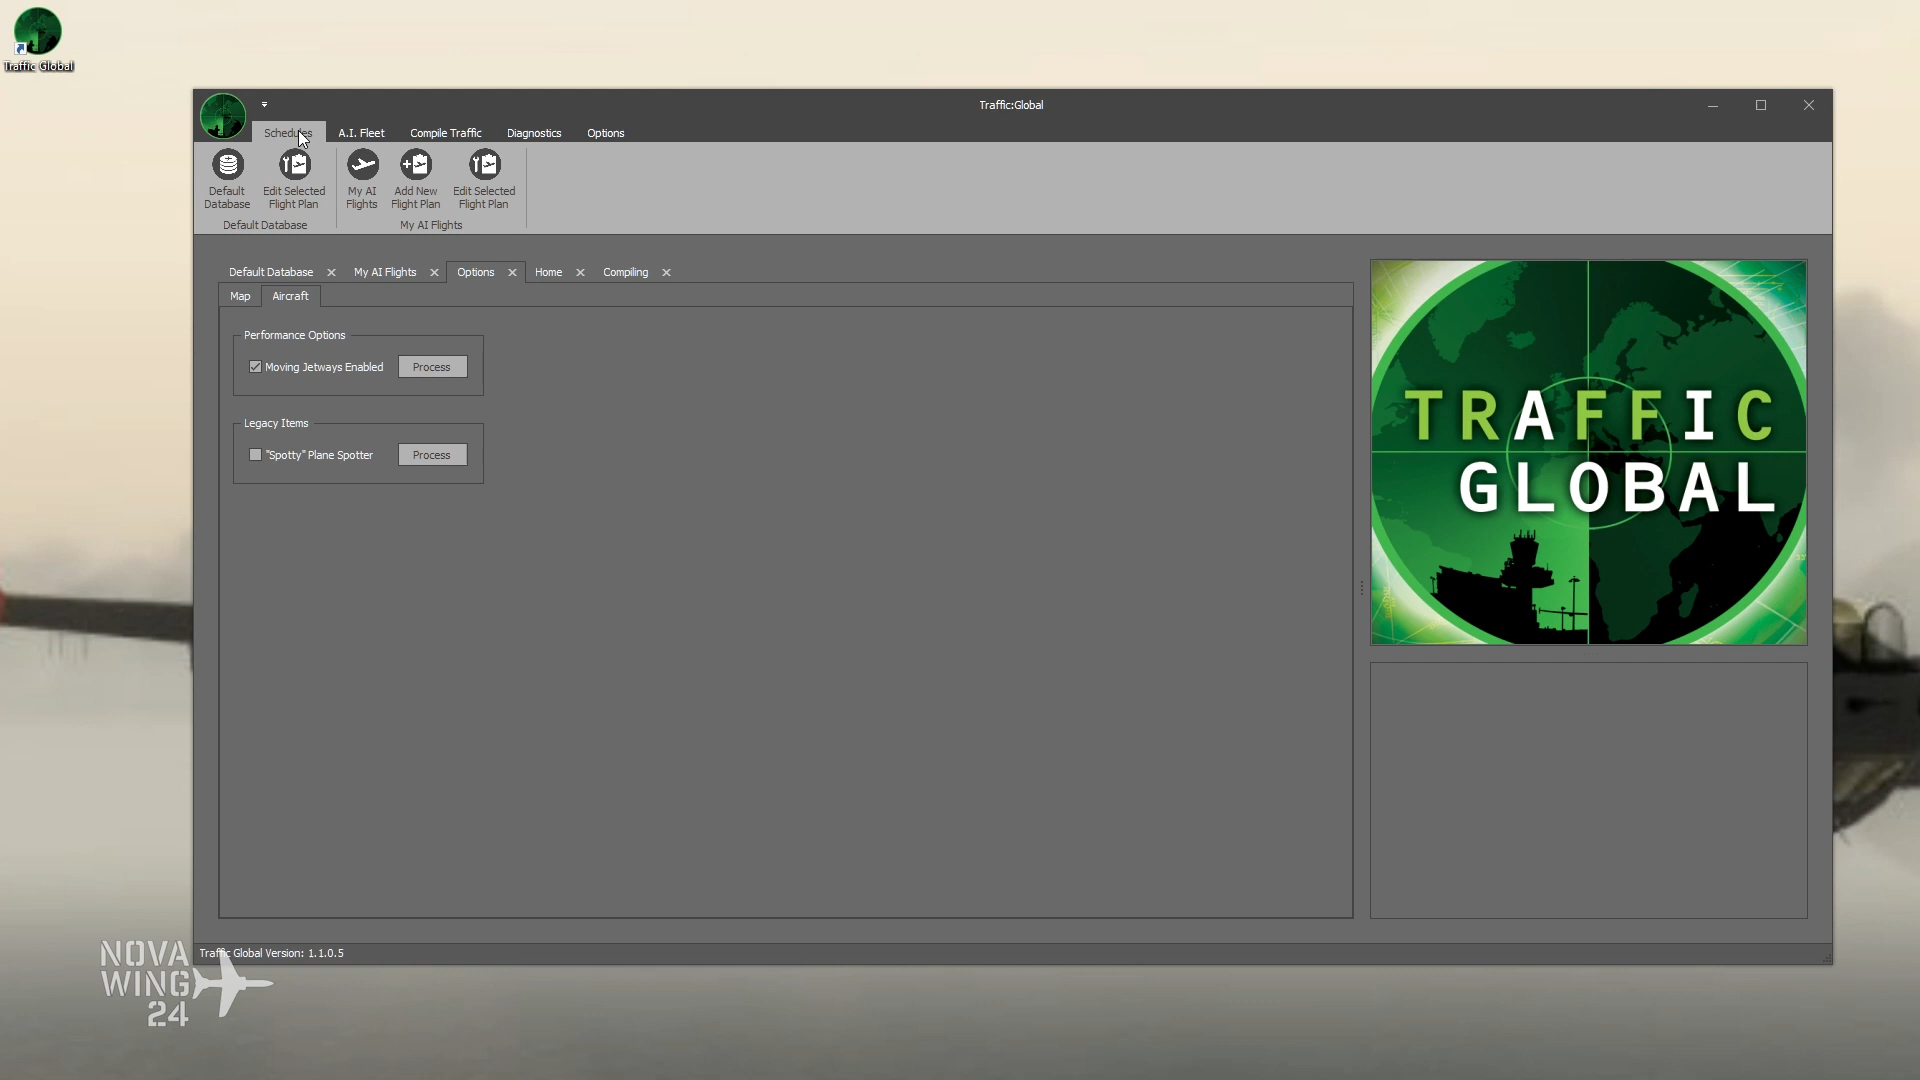 Traffic Global
Traffic:Global
Schedules
A.I. Fleet
Compile Traffic
Diagnostics
Options
Default
Database
Edit Selected
Flight Plan
My AI
Flights
Add New
Flight Plan
Edit Selected
Flight Plan
Default Database
My AI Flights
Default Database
My AI Flights
Options
Home
Compiling
Map
Aircraft
Performance Options
Moving Jetways Enabled
Process
Legacy Items
"Spotty" Plane Spotter
Process
TRAFFIC
GLOBAL
Traffic Global Version: 1.1.0.5
NOVA
WING
24